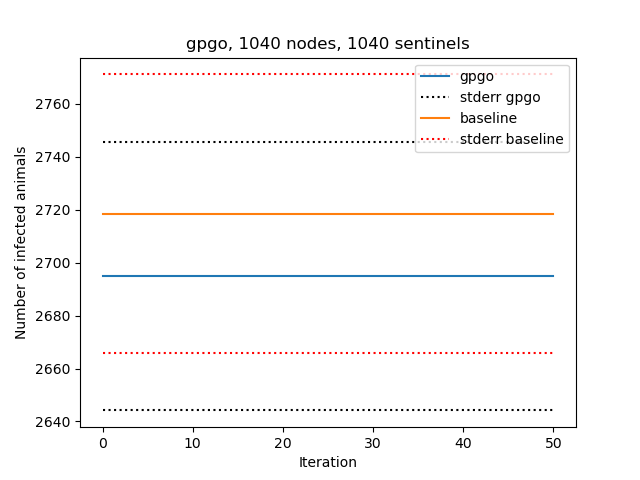 gpgo, 1040 nodes, 1040 sentinels
gpgo
stderr gpgo
baseline
stderr baseline
Number of infected animals
2760
2740
2720
2700
2680
2660
2640
0 10 20 30 40 50
Iteration